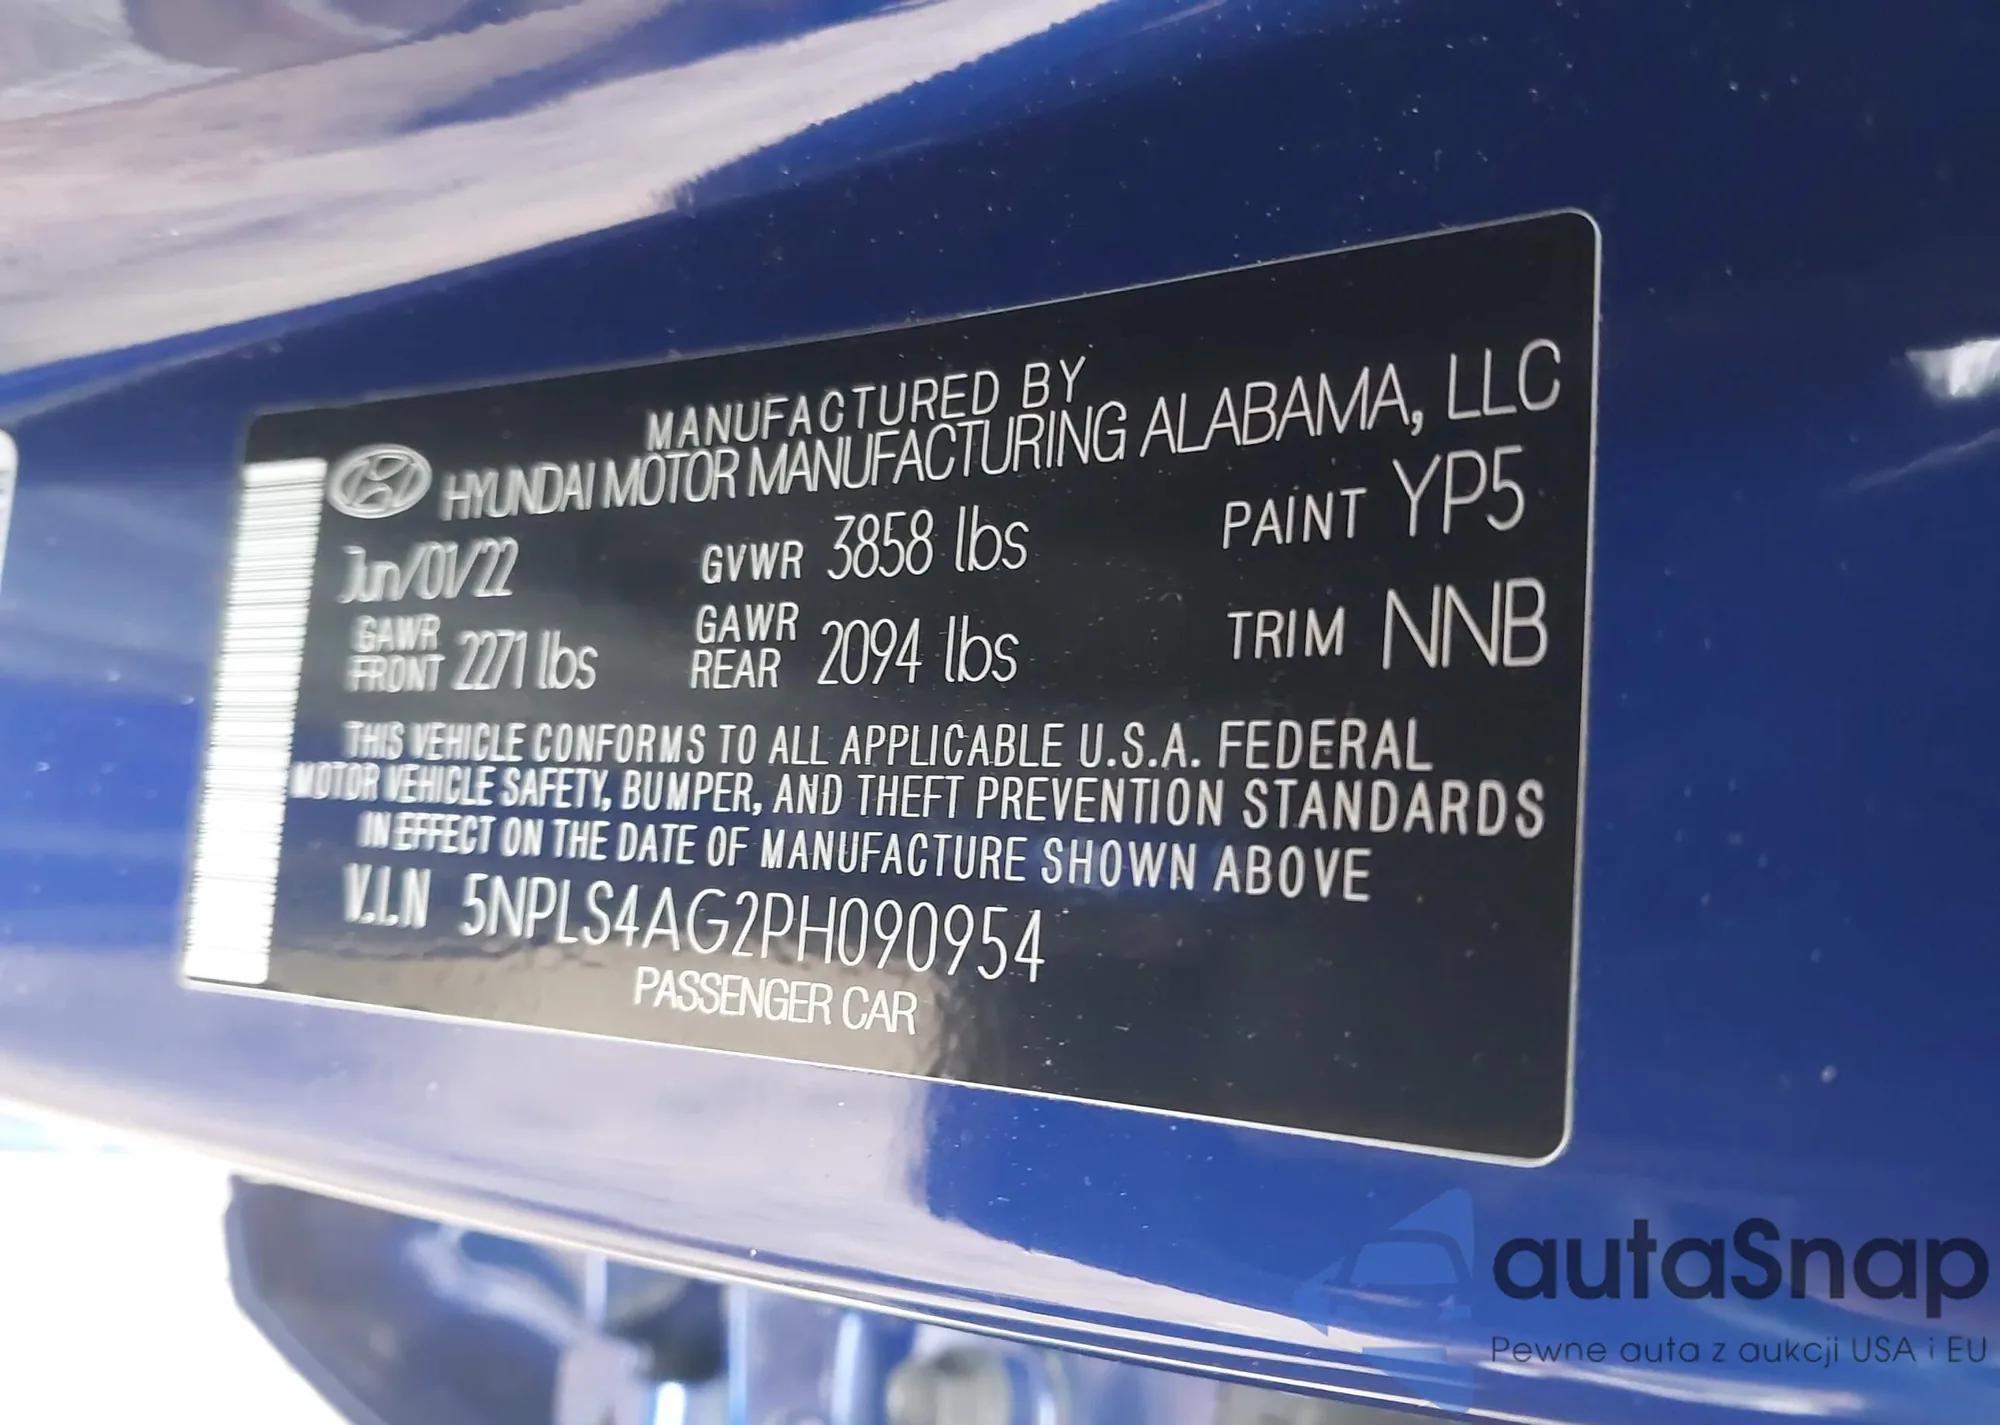 MANUFACTURED BY
HYUNDAI MOTOR MANUFACTURING ALABAMA, LLC
Jun/01/22 GVWR 3858 lbs PAINT YP5
GAWR FRONT 2271 lbs GAWR REAR 2094 lbs TRIM NNB
THIS VEHICLE CONFORMS TO ALL APPLICABLE U.S.A. FEDERAL
MOTOR VEHICLE SAFETY, BUMPER, AND THEFT PREVENTION STANDARDS
IN EFFECT ON THE DATE OF MANUFACTURE SHOWN ABOVE
V.I.N 5NPLS4AG2PH090954
PASSENGER CAR
autaSnap
Pewne auta z aukcji USA i EU